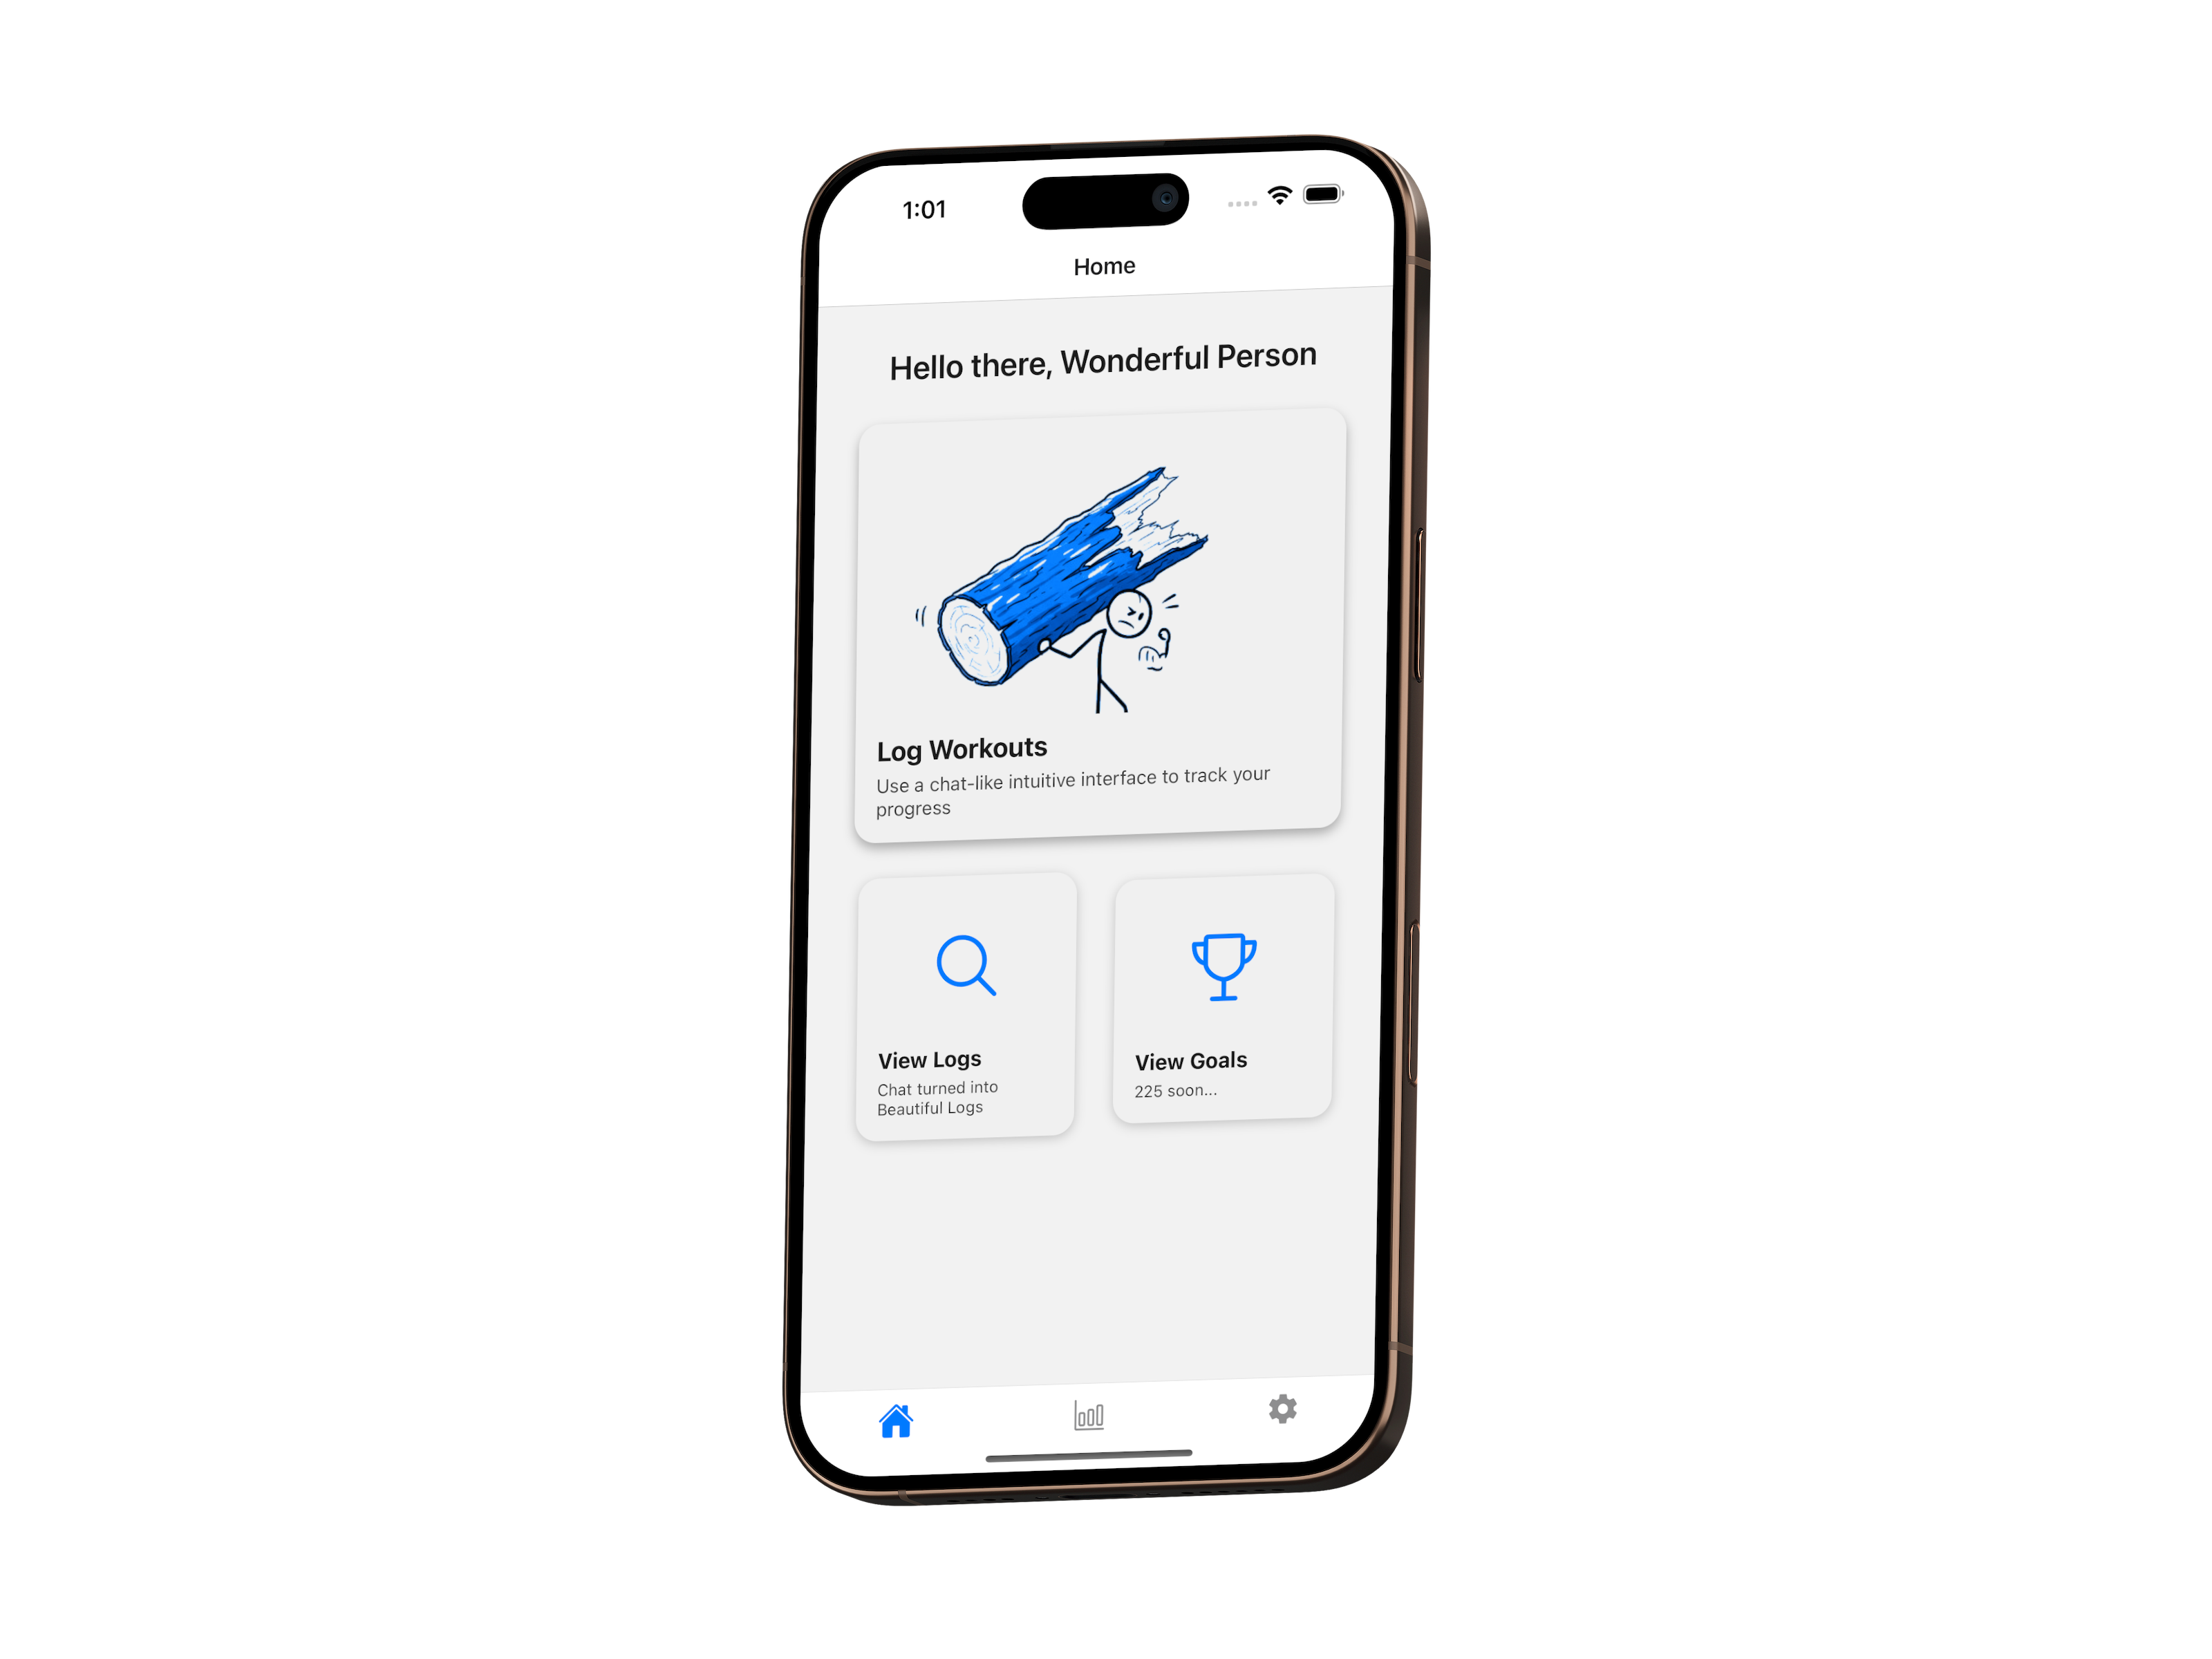 1:01
Home
Hello there, Wonderful Person
Log Workouts
Use a chat-like intuitive interface to track your
progress
View Logs
Chat turned into
Beautiful Logs
View Goals
225 soon...